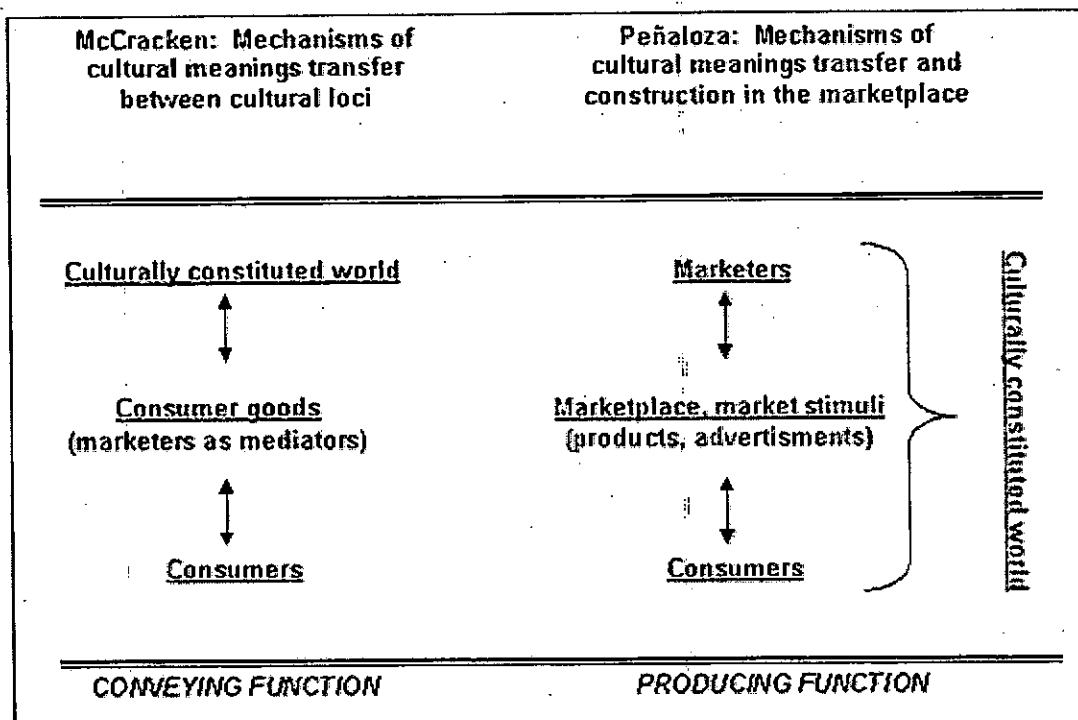 McCracken: Mechanisms of
cultural meanings transfer
between cultural loci
Peñaloza: Mechanisms of
cultural meanings transfer and
construction in the marketplace
Culturally constituted world
Consumer goods
(marketers as mediators)
Consumers
Marketers
Marketplace, market stimuli
(products, advertisments)
Consumers
Culturally constituted world
CONVEYING FUNCTION
PRODUCING FUNCTION